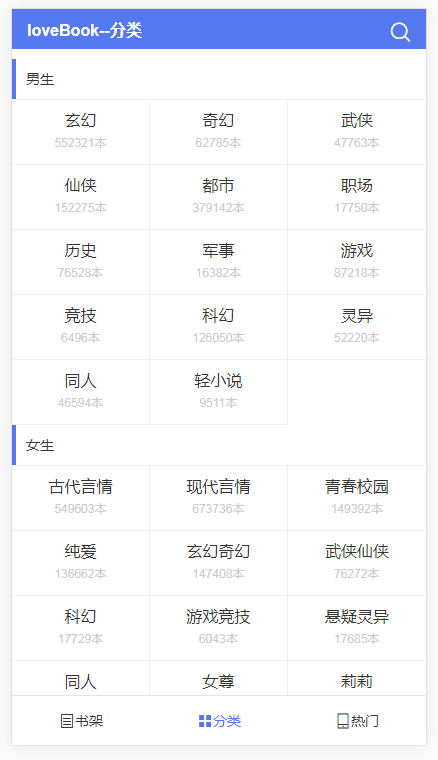 loveBook--分类
男生
玄幻 奇幻 武侠
552321本 62785本 47763本
仙侠 都市 职场
152275本 379142本 17750本
历史 军事 游戏
76528本 16382本 87218本
竞技 科幻 灵异
6496本 126050本 52220本
同人 轻小说
46594本 9511本
女生
古代言情 现代言情 青春校园
549603本 673736本 149392本
纯爱 玄幻奇幻 武侠仙侠
136662本 147408本 76272本
科幻 游戏竞技 悬疑灵异
17729本 6043本 17685本
同人 女尊 莉莉
书架 分类 热门